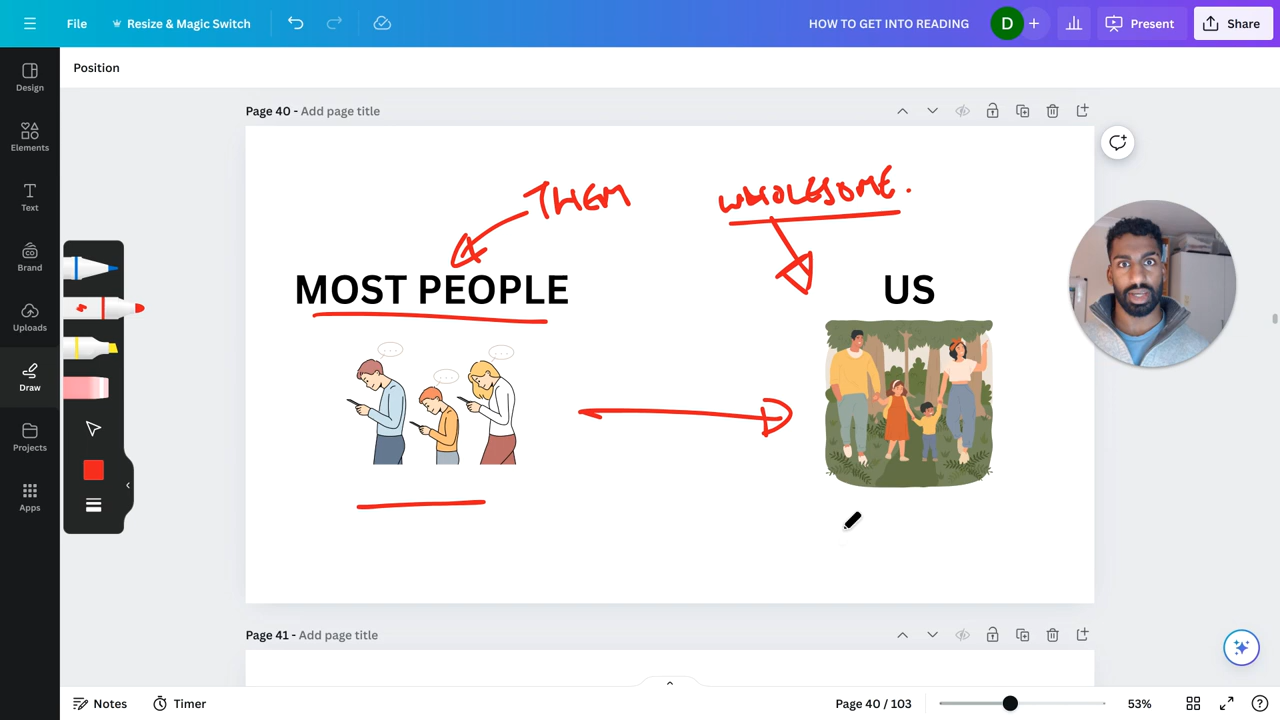 File
Resize & Magic Switch
HOW TO GET INTO READING
D
Present
Share
Position
Design
Elements
Text
Brand
Uploads
Draw
Projects
Apps
Page 40 - Add page title
THEM
WHOLESOME.
MOST PEOPLE
US
Page 41 - Add page title
Notes
Timer
Page 40 / 103
53%